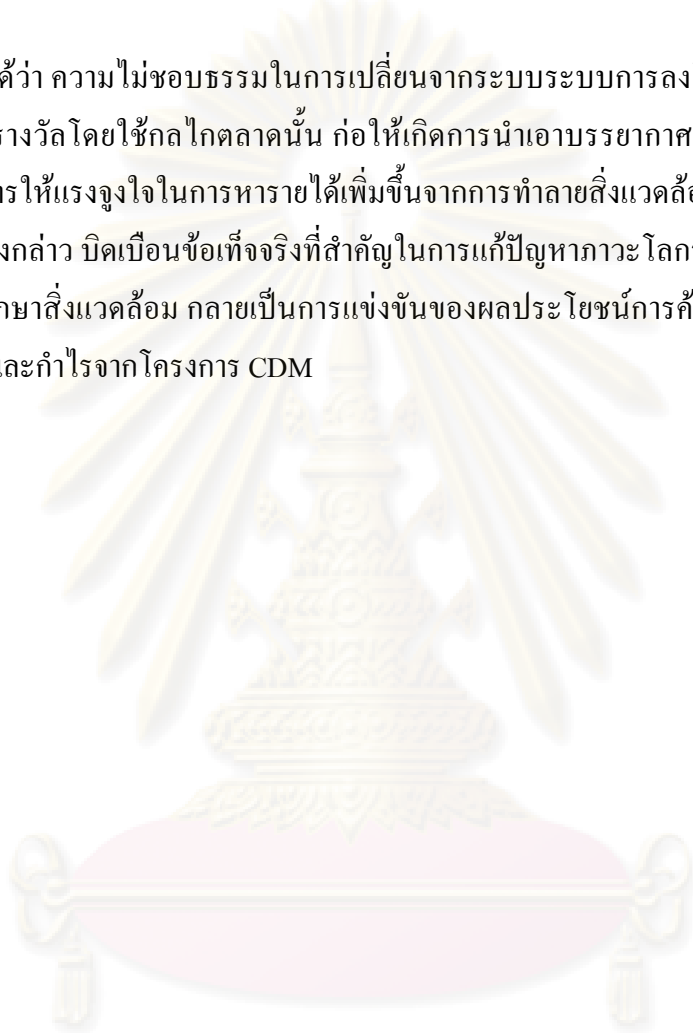 ด้ว่า ความไม่ชอบธรรมในการเปลี่ยนจากระบบระบบการลง
รางวัลโดยใช้กลไกตลาดนั้น ก่อให้เกิดการนำเอาบรรยากาศ
ารให้แรงจูงใจในการหารายได้เพิ่มขึ้นจากการทำลายสิ่งแวดล้อ
งกล่าว บิดเบือนข้อเท็จจริงที่สำคัญในการแก้ปัญหาภาวะโลก
ักษาสิ่งแวดล้อม กลายเป็นการแข่งขันของผลประโยชน์การค้
ละกำไรจากโครงการ CDM